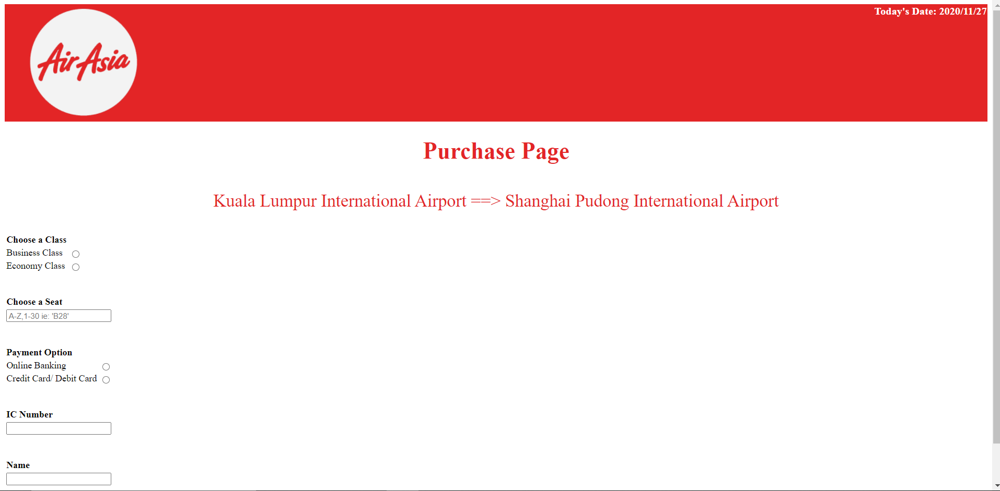 Today's Date: 2020/11/27
AirAsia
Purchase Page
Kuala Lumpur International Airport ==> Shanghai Pudong International Airport
Choose a Class
Business Class
Economy Class
Choose a Seat
A-Z,1-30 ie: 'B28'
Payment Option
Online Banking
Credit Card/ Debit Card
IC Number
Name